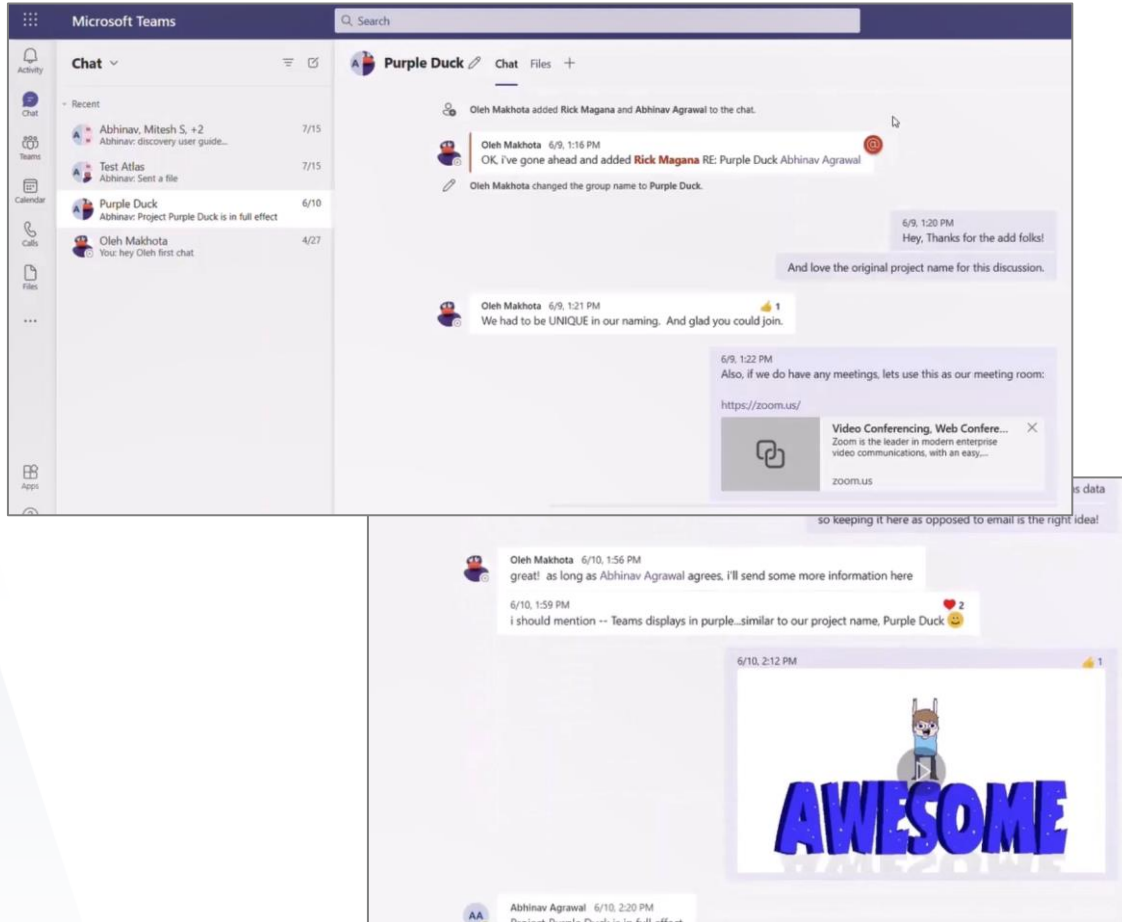 Microsoft Teams
Search
Activity
Chat
Teams
Calendar
Calls
Files
...
Apps
Chat
Recent
Abhinav, Mitesh S, +2 7/15
Abhinav: discovery user guide...
Test Atlas 7/15
Abhinav: Sent a file
Purple Duck 6/10
Abhinav: Project Purple Duck is in full effect
Oleh Makhota 4/27
You: hey Oleh first chat
A Purple Duck Chat Files +
Oleh Makhota added Rick Magana and Abhinav Agrawal to the chat.
Oleh Makhota 6/9, 1:16 PM @
OK, i've gone ahead and added Rick Magana RE: Purple Duck Abhinav Agrawal
Oleh Makhota changed the group name to Purple Duck.
6/9, 1:20 PM
Hey, Thanks for the add folks!
And love the original project name for this discussion.
Oleh Makhota 6/9, 1:21 PM 👍 1
We had to be UNIQUE in our naming. And glad you could join.
6/9, 1:22 PM
Also, if we do have any meetings, lets use this as our meeting room:
https://zoom.us/
Video Conferencing, Web Confere...
Zoom is the leader in modern enterprise
video communications, with an easy,...
zoom.us
s data
so keeping it here as opposed to email is the right idea!
Oleh Makhota 6/10, 1:56 PM
great! as long as Abhinav Agrawal agrees, i'll send some more information here
6/10, 1:59 PM ❤️ 2
i should mention -- Teams displays in purple...similar to our project name, Purple Duck 😀
6/10, 2:12 PM 👍 1
AWESOME
AA
Abhinav Agrawal 6/10, 2:20 PM
Project Purple Duck is in full effect